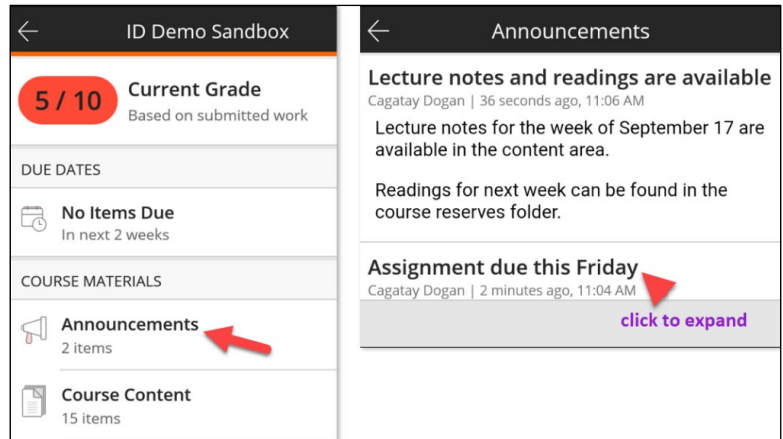 ID Demo Sandbox
5 / 10
Current Grade
Based on submitted work
DUE DATES
No Items Due
In next 2 weeks
COURSE MATERIALS
Announcements
2 items
Course Content
15 items
Announcements
Lecture notes and readings are available
Cagatay Dogan | 36 seconds ago, 11:06 AM
Lecture notes for the week of September 17 are
available in the content area.
Readings for next week can be found in the
course reserves folder.
Assignment due this Friday
Cagatay Dogan | 2 minutes ago, 11:04 AM
click to expand